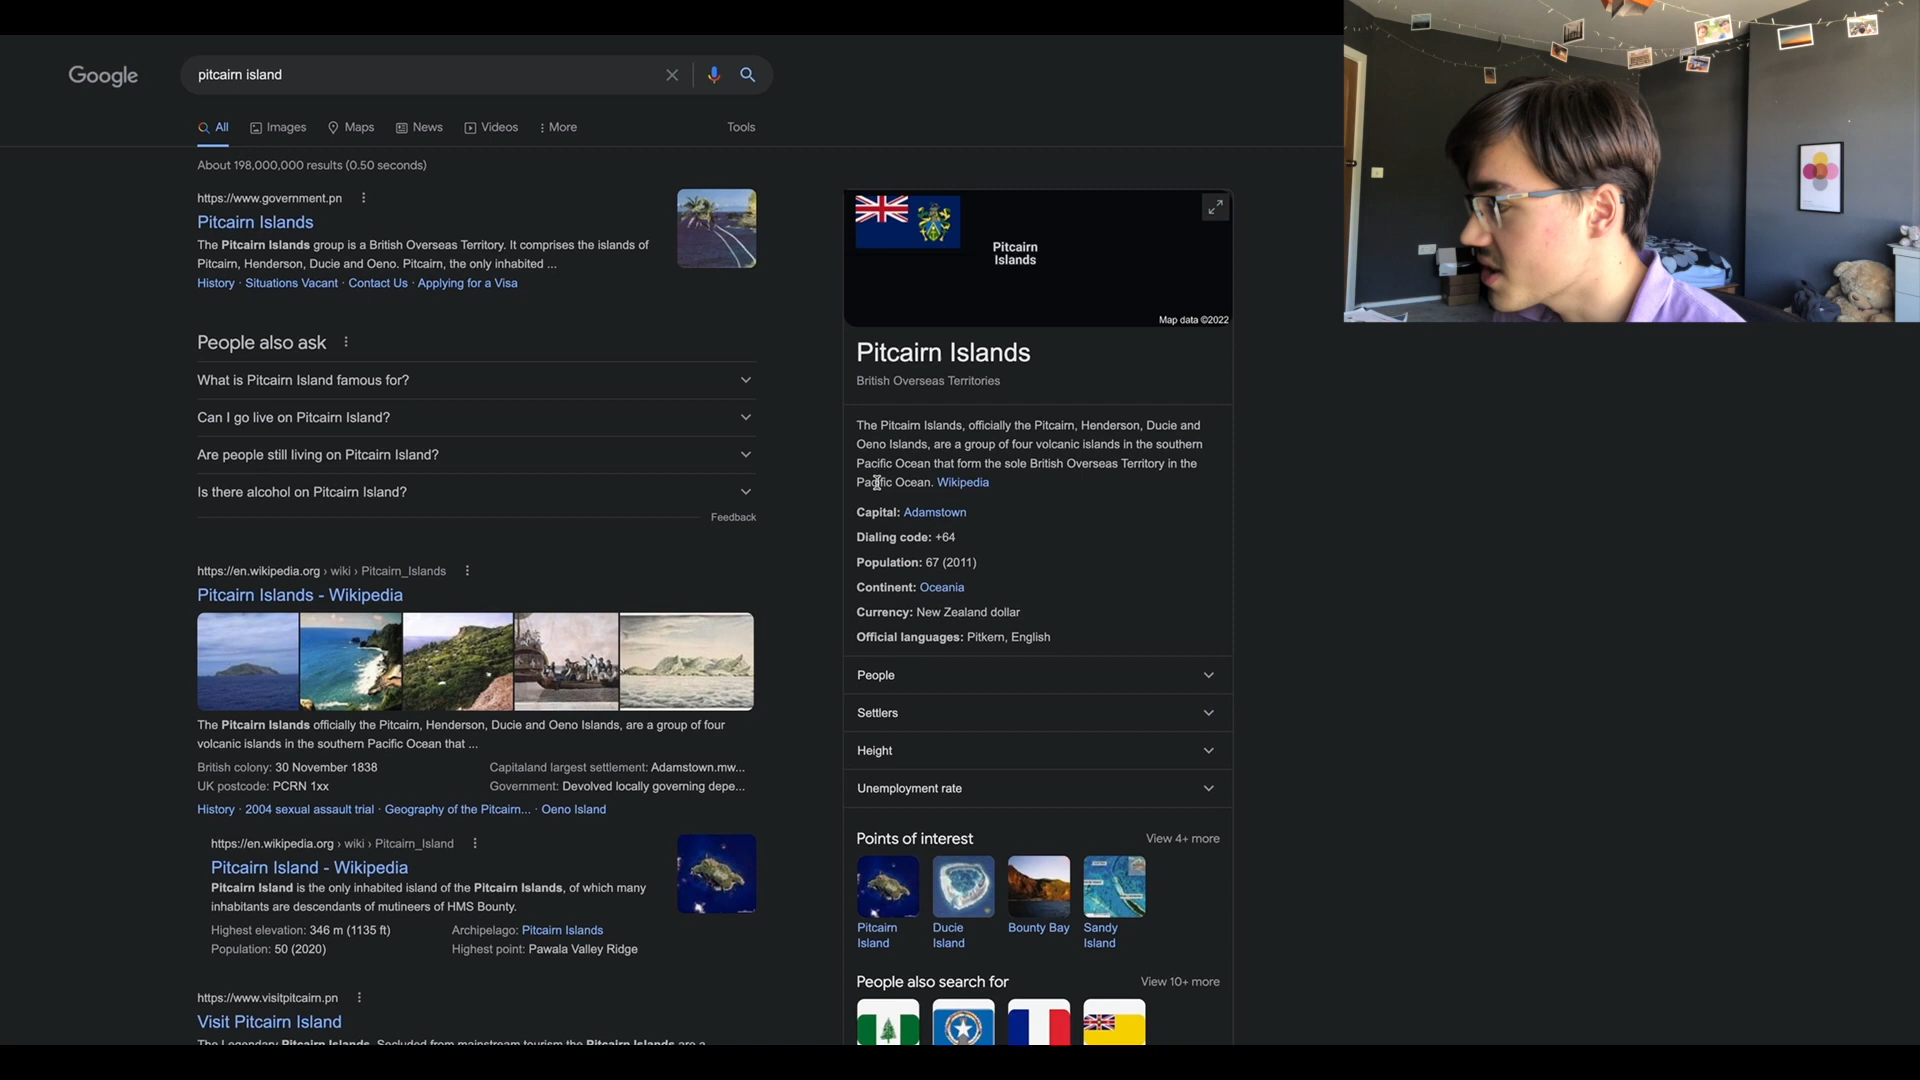 Google
pitcairn island
All
Images
Maps
News
Videos
More
Tools
About 198,000,000 results (0.50 seconds)
https://www.government.pn
Pitcairn Islands
The Pitcairn Islands group is a British Overseas Territory. It comprises the islands of
Pitcairn, Henderson, Ducie and Oeno. Pitcairn, the only inhabited ...
History · Situations Vacant · Contact Us · Applying for a Visa
People also ask
What is Pitcairn Island famous for?
Can I go live on Pitcairn Island?
Are people still living on Pitcairn Island?
Is there alcohol on Pitcairn Island?
Feedback
https://en.wikipedia.org › wiki › Pitcairn_Islands
Pitcairn Islands - Wikipedia
The Pitcairn Islands officially the Pitcairn, Henderson, Ducie and Oeno Islands, are a group of four
volcanic islands in the southern Pacific Ocean that ...
British colony: 30 November 1838
Capitaland largest settlement: Adamstown.mw...
UK postcode: PCRN 1xx
Government: Devolved locally governing depe...
History · 2004 sexual assault trial · Geography of the Pitcairn... · Oeno Island
https://en.wikipedia.org › wiki › Pitcairn_Island
Pitcairn Island - Wikipedia
Pitcairn Island is the only inhabited island of the Pitcairn Islands, of which many
inhabitants are descendants of mutineers of HMS Bounty.
Highest elevation: 346 m (1135 ft)
Archipelago: Pitcairn Islands
Population: 50 (2020)
Highest point: Pawala Valley Ridge
https://www.visitpitcairn.pn
Visit Pitcairn Island
The Legendary Pitcairn Islands. Secluded from mainstream tourism the Pitcairn Islands are a
Pitcairn
Islands
Map data ©2022
Pitcairn Islands
British Overseas Territories
The Pitcairn Islands, officially the Pitcairn, Henderson, Ducie and
Oeno Islands, are a group of four volcanic islands in the southern
Pacific Ocean that form the sole British Overseas Territory in the
Pacific Ocean. Wikipedia
Capital: Adamstown
Dialing code: +64
Population: 67 (2011)
Continent: Oceania
Currency: New Zealand dollar
Official languages: Pitkern, English
People
Settlers
Height
Unemployment rate
Points of interest
View 4+ more
Pitcairn
Island
Ducie
Island
Bounty Bay
Sandy
Island
People also search for
View 10+ more